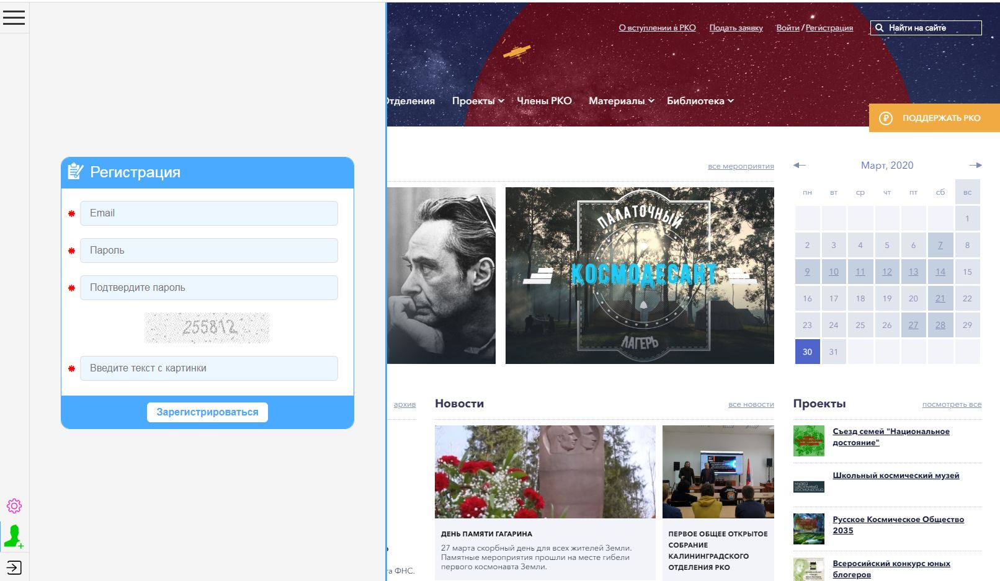 О вступлении в РКО
Подать заявку
Войти / Регистрация
Найти на сайте
Отделения
Проекты
Члены РКО
Материалы
Библиотека
ПОДДЕРЖАТЬ РКО
Регистрация
Email
Пароль
Подтвердите пароль
255812
Введите текст с картинки
Зарегистрироваться
все мероприятия
ПАЛАТОЧНЫЙ
КОСМОДЕСАНТ
ЛАГЕРЬ
Март, 2020
пн вт ср чт пт сб вс
1
2 3 4 5 6 7 8
9 10 11 12 13 14 15
16 17 18 19 20 21 22
23 24 25 26 27 28 29
30 31
архив
та ФНС.
Новости
все новости
ДЕНЬ ПАМЯТИ ГАГАРИНА
27 марта скорбный день для всех жителей Земли.
Памятные мероприятия прошли на месте гибели
первого космонавта Земли.
ПЕРВОЕ ОБЩЕЕ ОТКРЫТОЕ
СОБРАНИЕ
КАЛИНИНГРАДСКОГО
ОТДЕЛЕНИЯ РКО
Проекты
посмотреть все
Съезд семей "Национальное
достояние"
МУЗЕЙ
ШКОЛЬНЫЙ
КОСМИЧЕСКИЙ
Школьный космический музей
Русское Космическое Общество
2035
Всероссийский конкурс юных
блогеров